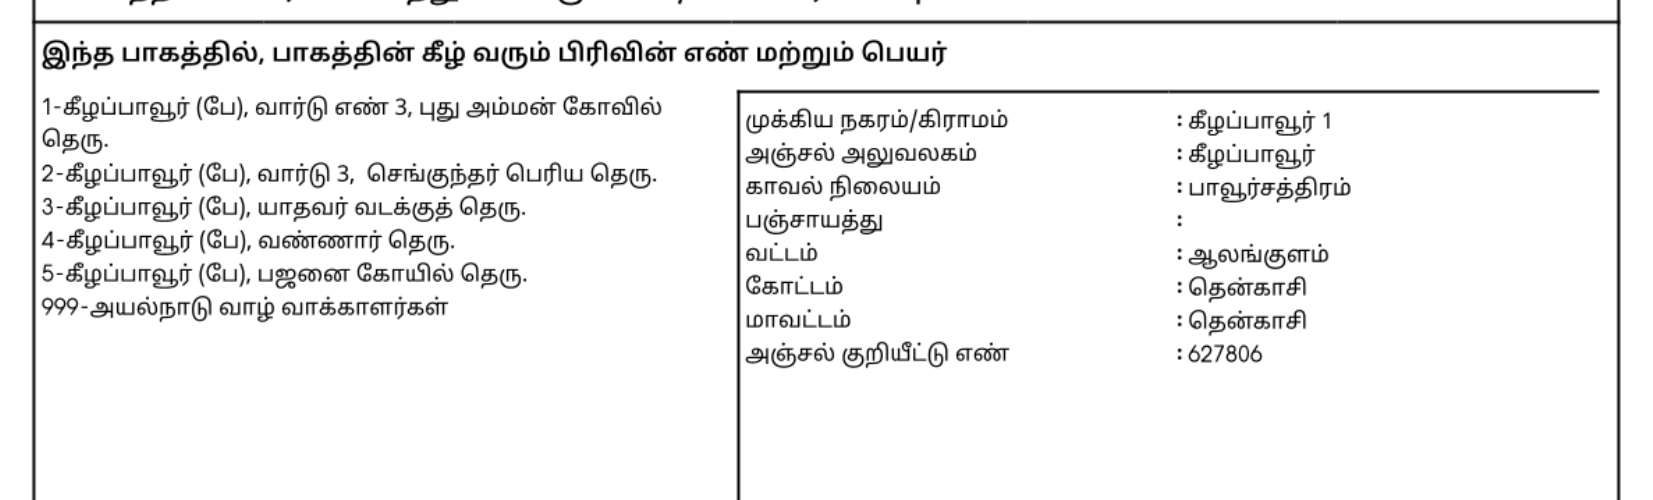 இந்த பாகத்தில், பாகத்தின் கீழ் வரும் பிரிவின் எண் மற்றும் பெயர்
1-கீழப்பாவூர் (பே), வார்டு எண் 3, புது அம்மன் கோவில்
தெரு.
2-கீழப்பாவூர் (பே), வார்டு 3, செங்குந்தர் பெரிய தெரு.
3-கீழப்பாவூர் (பே), யாதவர் வடக்குத் தெரு.
4-கீழப்பாவூர் (பே), வண்ணார் தெரு.
5-கீழப்பாவூர் (பே), பஜனை கோயில் தெரு.
999-அயல்நாடு வாழ் வாக்காளர்கள்
முக்கிய நகரம்/கிராமம் : கீழப்பாவூர் 1
அஞ்சல் அலுவலகம் : கீழப்பாவூர்
காவல் நிலையம் : பாவூர்சத்திரம்
பஞ்சாயத்து :
வட்டம் : ஆலங்குளம்
கோட்டம் : தென்காசி
மாவட்டம் : தென்காசி
அஞ்சல் குறியீட்டு எண் : 627806